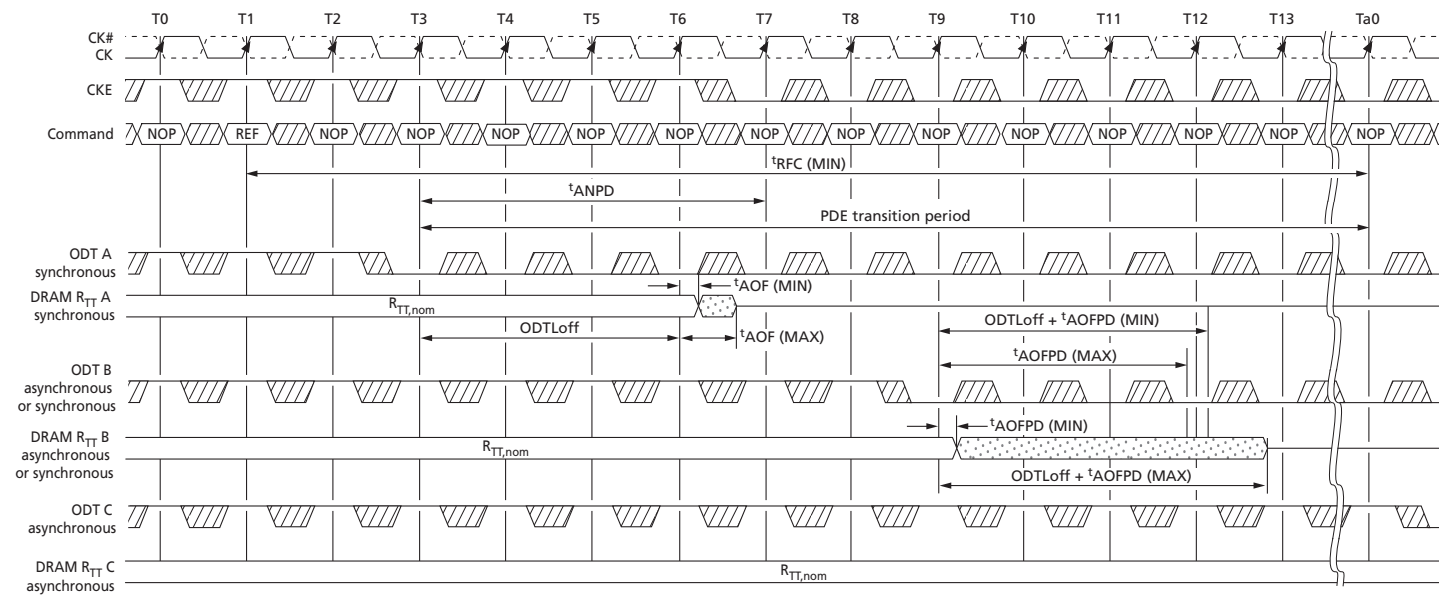 T0 T1 T2 T3 T4 T5 T6 T7 T8 T9 T10 T11 T12 T13 Ta0
CK#
CK
CKE
Command NOP REF NOP NOP NOP NOP NOP NOP NOP NOP NOP NOP NOP NOP NOP
tRFC (MIN)
tANPD
PDE transition period
ODT A
synchronous
tAOF (MIN)
DRAM RTT A
synchronous
RTT,nom
ODTLoff + tAOFPD (MIN)
ODTLoff
tAOF (MAX)
tAOFPD (MAX)
ODT B
asynchronous
or synchronous
tAOFPD (MIN)
DRAM RTT B
asynchronous
or synchronous
RTT,nom
ODTLoff + tAOFPD (MAX)
ODT C
asynchronous
DRAM RTT C
asynchronous
RTT,nom